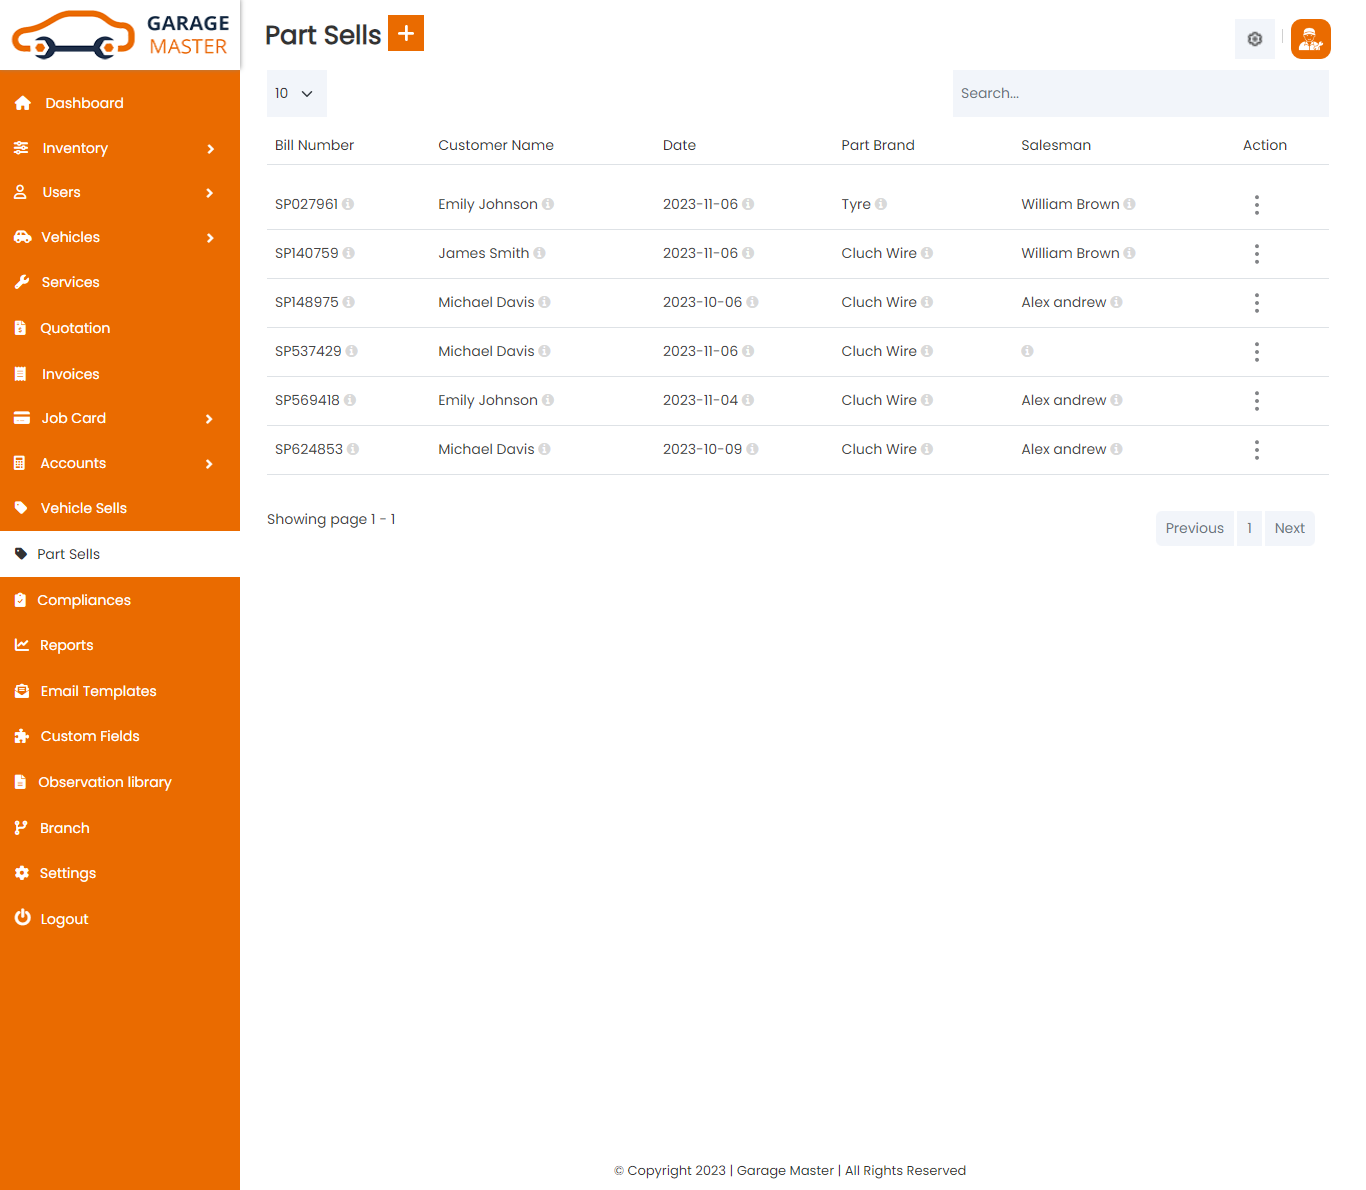 GARAGE
MASTER
Part Sells
10
Search...
Dashboard
Inventory
Users
Vehicles
Services
Quotation
Invoices
Job Card
Accounts
Vehicle Sells
Part Sells
Compliances
Reports
Email Templates
Custom Fields
Observation library
Branch
Settings
Logout
Bill Number Customer Name Date Part Brand Salesman Action
SP027961 Emily Johnson 2023-11-06 Tyre William Brown
SP140759 James Smith 2023-11-06 Cluch Wire William Brown
SP148975 Michael Davis 2023-10-06 Cluch Wire Alex andrew
SP537429 Michael Davis 2023-11-06 Cluch Wire
SP569418 Emily Johnson 2023-11-04 Cluch Wire Alex andrew
SP624853 Michael Davis 2023-10-09 Cluch Wire Alex andrew
Showing page 1 - 1
Previous 1 Next
© Copyright 2023 | Garage Master | All Rights Reserved